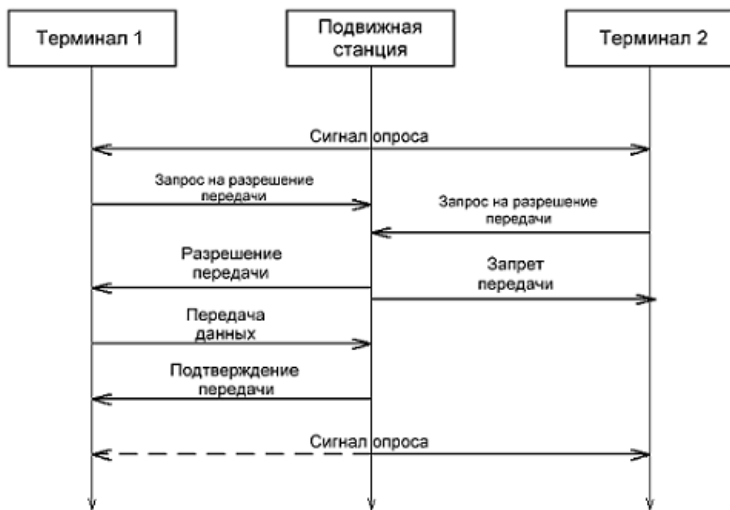 Терминал 1
Подвижная
станция
Терминал 2
Сигнал опроса
Запрос на разрешение
передачи
Запрос на разрешение
передачи
Разрешение
передачи
Запрет
передачи
Передача
данных
Подтверждение
передачи
Сигнал опроса